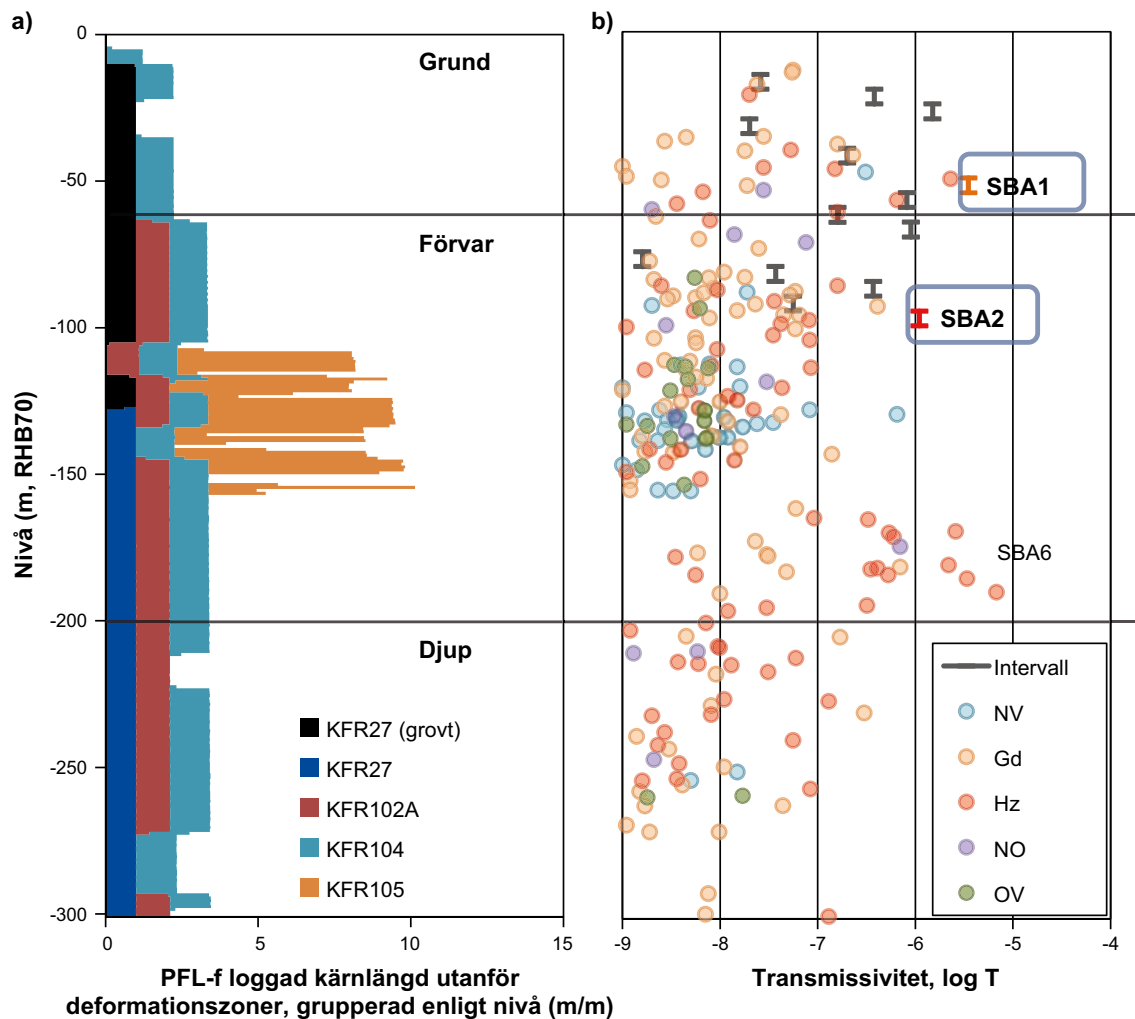 a)
0
-50
-100
-150
-200
-250
-300
Nivå (m, RHB70)
Grund
Förvar
Djup
KFR27 (grovt)
KFR27
KFR102A
KFR104
KFR105
0 5 10 15
PFL-f loggad kärnlängd utanför
deformationszoner, grupperad enligt nivå (m/m)
b)
SBA1
SBA2
SBA6
Intervall
NV
Gd
Hz
NO
OV
-9 -8 -7 -6 -5 -4
Transmissivitet, log T